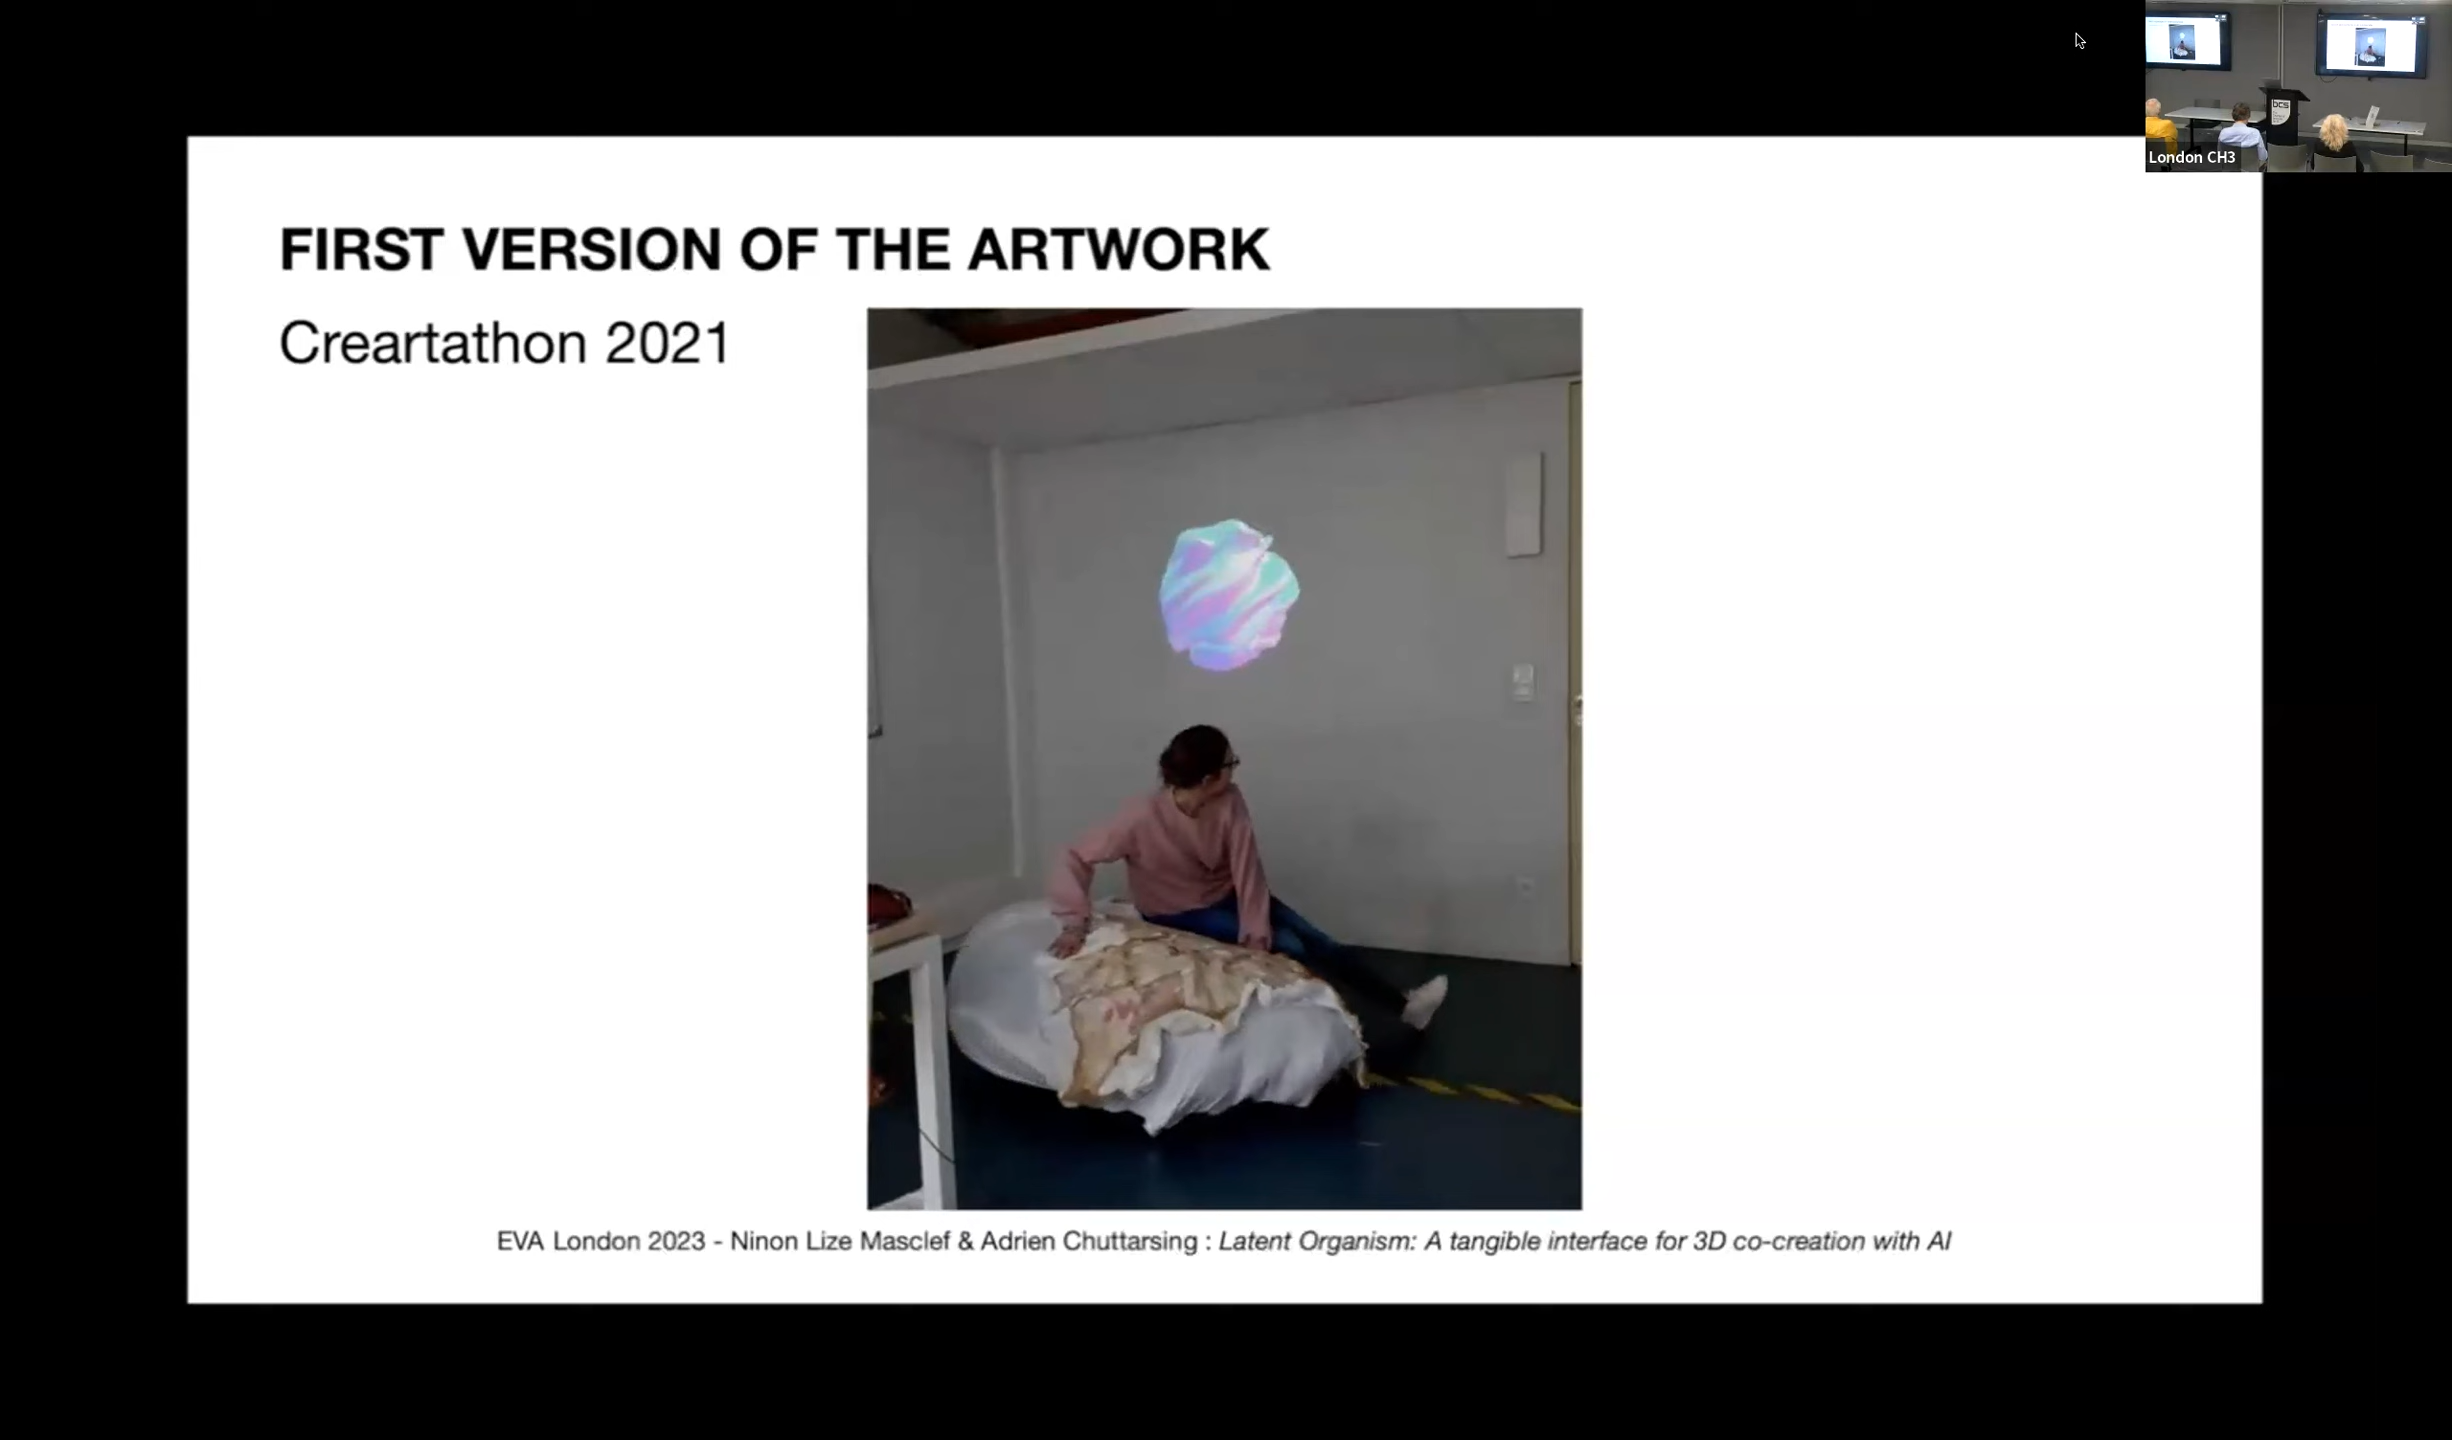 FIRST VERSION OF THE ARTWORK
Creartathon 2021
EVA London 2023 - Ninon Lize Masclef & Adrien Chuttarsing : Latent Organism: A tangible interface for 3D co-creation with AI
bcs
London CH3